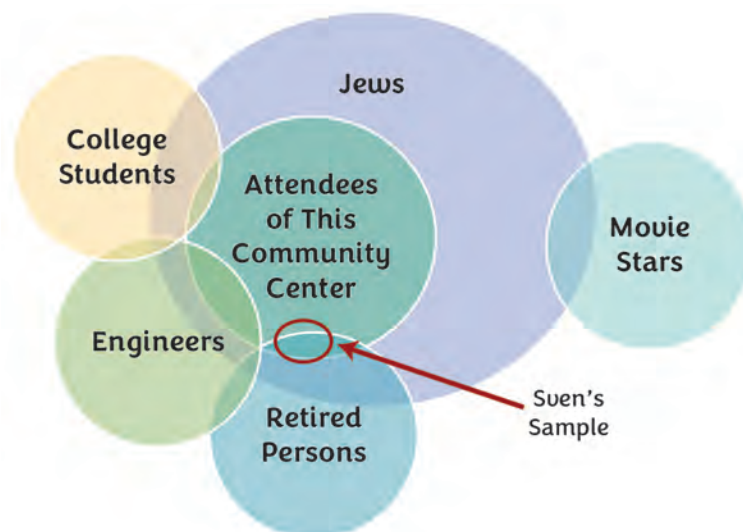 Jews
College
Students
Attendees
of This
Community
Center
Movie
Stars
Engineers
Retired
Persons
Sven's
Sample